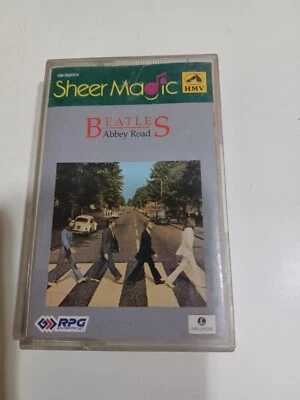 Sheer Magic
HMV
BEATLES
Abbey Road
RPG